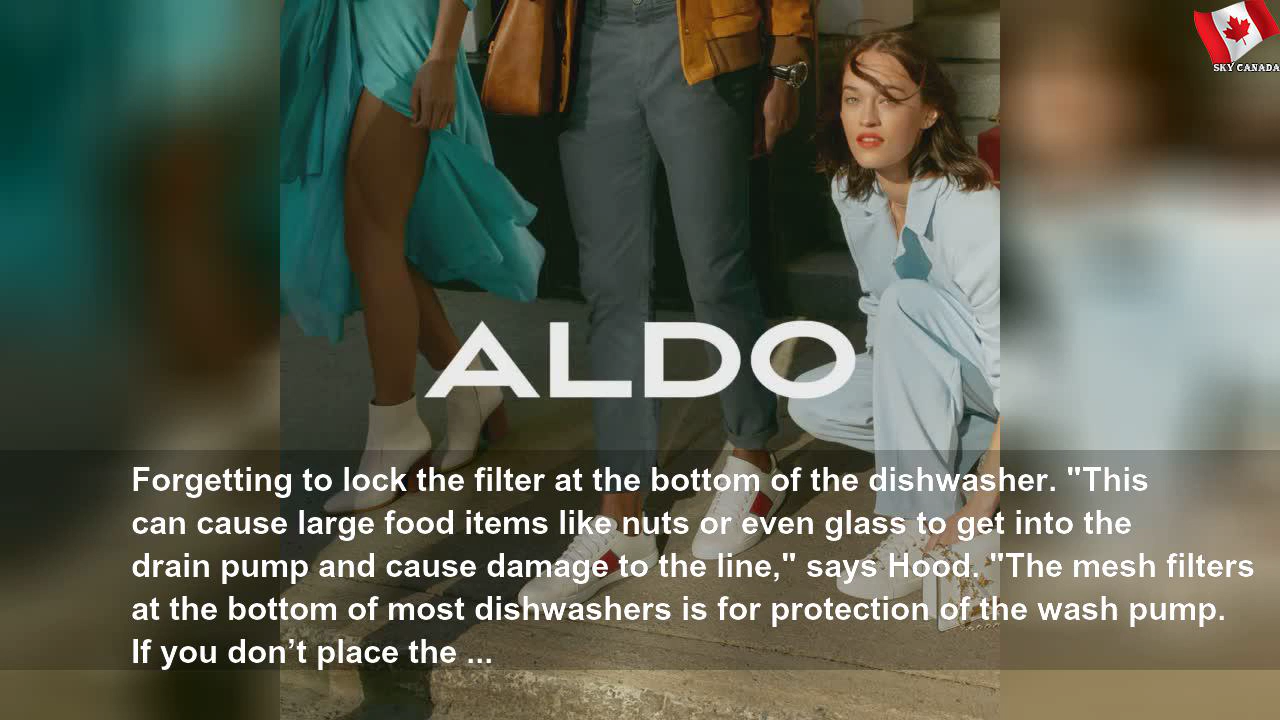 SKY CANADA
ALDO
Forgetting to lock the filter at the bottom of the dishwasher. "This
can cause large food items like nuts or even glass to get into the
drain pump and cause damage to the line," says Hood. "The mesh filters
at the bottom of most dishwashers is for protection of the wash pump.
If you don’t place the ...